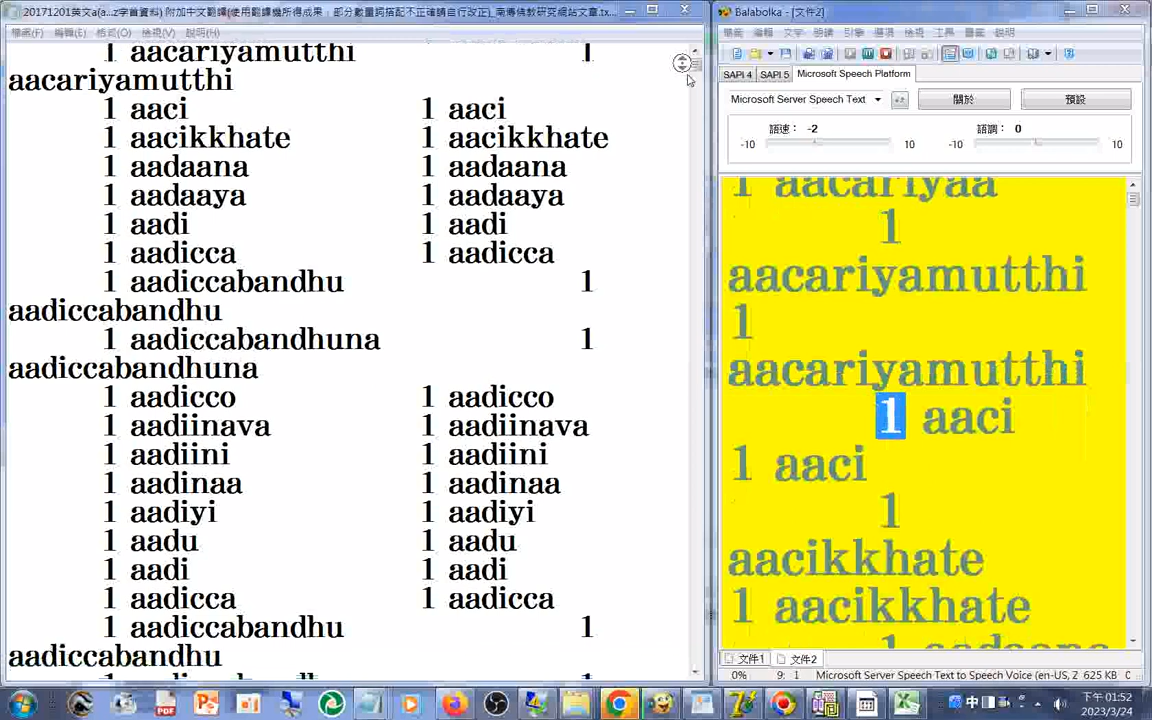 20171201英文a(a...z字首資料) 附加中文翻譯(使用翻譯機所得成果﹔部分數量詞搭配不正確請自行改正)_南傳佛教研究網站文章.tx...
檔案(F) 編輯(E) 格式(O) 檢視(V) 說明(H)
1 aacariyamutthi 1
aacariyamutthi
1 aaci 1 aaci
1 aacikkhate 1 aacikkhate
1 aadaana 1 aadaana
1 aadaaya 1 aadaaya
1 aadi 1 aadi
1 aadicca 1 aadicca
1 aadiccabandhu 1
aadiccabandhu
1 aadiccabandhuna 1
aadiccabandhuna
1 aadicco 1 aadicco
1 aadiinava 1 aadiinava
1 aadiini 1 aadiini
1 aadinaa 1 aadinaa
1 aadiyi 1 aadiyi
1 aadu 1 aadu
1 aadi 1 aadi
1 aadicca 1 aadicca
1 aadiccabandhu 1
aadiccabandhu
Balabolka - [文件2]
檔案 編輯 文字 朗讀 引擎 選項 檢視 工具 書籤 說明
SAPI 4 SAPI 5 Microsoft Speech Platform
Microsoft Server Speech Text 關於 預設
語速： -2 語調： 0
-10 10 -10 10
1 aacariyaa
1
aacariyamutthi
1
aacariyamutthi
1 aaci
1 aaci
1
aacikkhate
1 aacikkhate
1 aadaana
文件1 文件2
0% 9: 1 Microsoft Server Speech Text to Speech Voice (en-US, Z 625 KB C
中
下午 01:52
2023/3/24